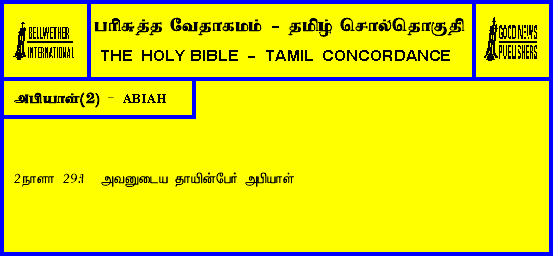 BELLWETHER
INTERNATIONAL
பரிசுத்த வேதாகமம் - தமிழ் சொல்தொகுதி
THE HOLY BIBLE - TAMIL CONCORDANCE
GOOD NEWS
PUBLISHERS
அபியாள்(2) - ABIAH
2நாளா 29:1 அவனுடைய தாயின்பேர் அபியாள்